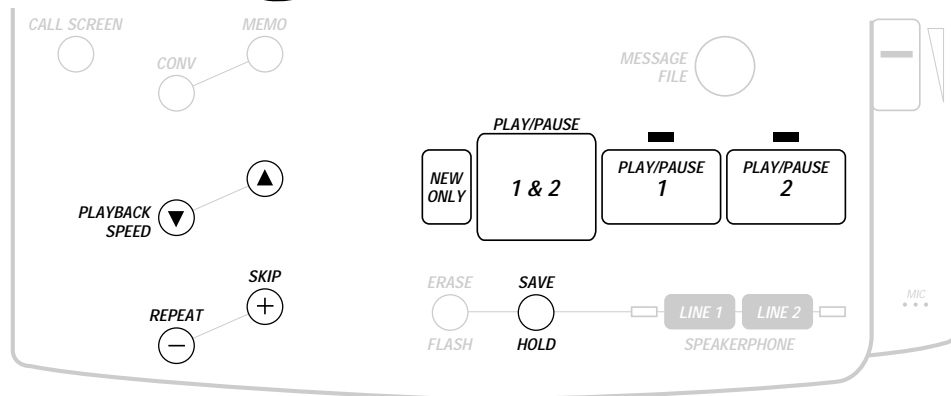 CALL SCREEN
MEMO
CONV
MESSAGE
FILE
PLAY/PAUSE
NEW
ONLY
1 & 2
PLAY/PAUSE
1
PLAY/PAUSE
2
PLAYBACK
SPEED
SKIP
REPEAT
ERASE
SAVE
LINE 1
LINE 2
FLASH
HOLD
SPEAKERPHONE
MIC